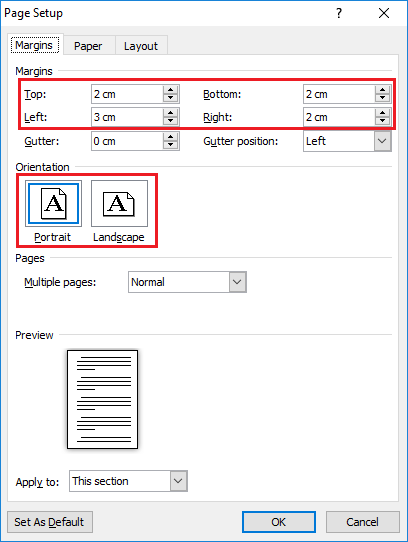 Page Setup ? ×
Margins Paper Layout
Margins
Top: 2 cm Bottom: 2 cm
Left: 3 cm Right: 2 cm
Gutter: 0 cm Gutter position: Left
Orientation
A A
Portrait Landscape
Pages
Multiple pages: Normal
Preview
Apply to: This section
Set As Default OK Cancel